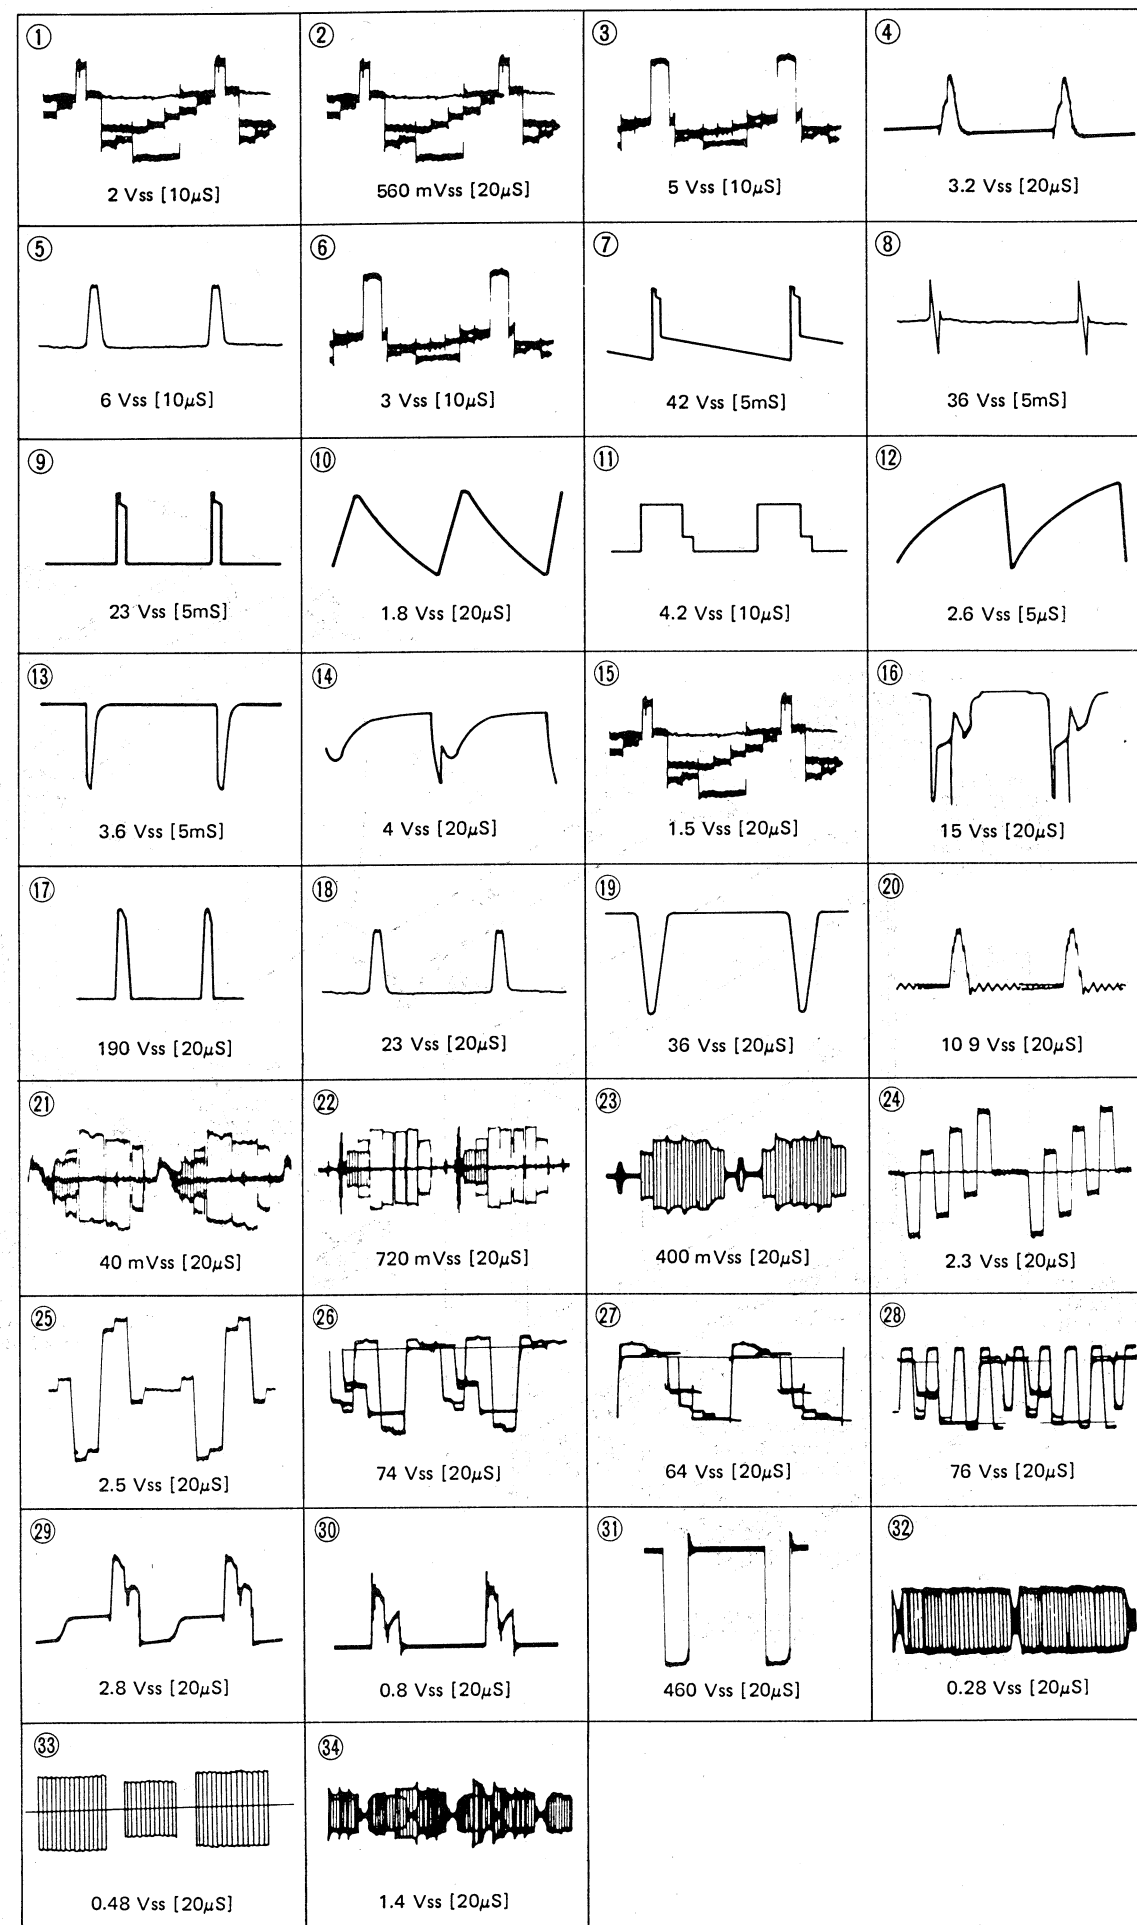 ① ② ③ ④
2 Vss [10μS] 560 mVss [20μS] 5 Vss [10μS] 3.2 Vss [20μS]
⑤ ⑥ ⑦ ⑧
6 Vss [10μS] 3 Vss [10μS] 42 Vss [5mS] 36 Vss [5mS]
⑨ ⑩ ⑪ ⑫
23 Vss [5mS] 1.8 Vss [20μS] 4.2 Vss [10μS] 2.6 Vss [5μS]
⑬ ⑭ ⑮ ⑯
3.6 Vss [5mS] 4 Vss [20μS] 1.5 Vss [20μS] 15 Vss [20μS]
⑰ ⑱ ⑲ ⑳
190 Vss [20μS] 23 Vss [20μS] 36 Vss [20μS] 10 9 Vss [20μS]
㉑ ㉒ ㉓ ㉔
40 mVss [20μS] 720 mVss [20μS] 400 mVss [20μS] 2.3 Vss [20μS]
㉕ ㉖ ㉗ ㉘
2.5 Vss [20μS] 74 Vss [20μS] 64 Vss [20μS] 76 Vss [20μS]
㉙ ㉚ ㉛ ㉜
2.8 Vss [20μS] 0.8 Vss [20μS] 460 Vss [20μS] 0.28 Vss [20μS]
㉝ ㉞
0.48 Vss [20μS] 1.4 Vss [20μS]